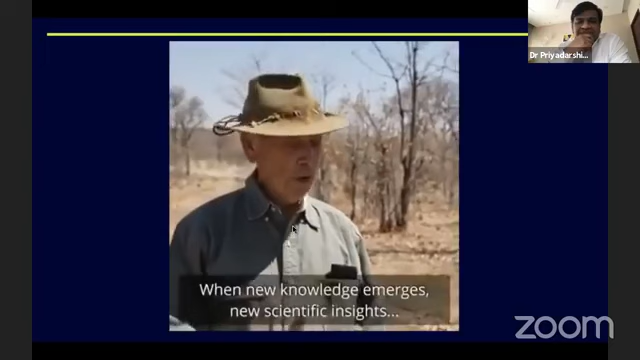 Dr Priyadarshi...
When new knowledge emerges,
new scientific insights...
zoom